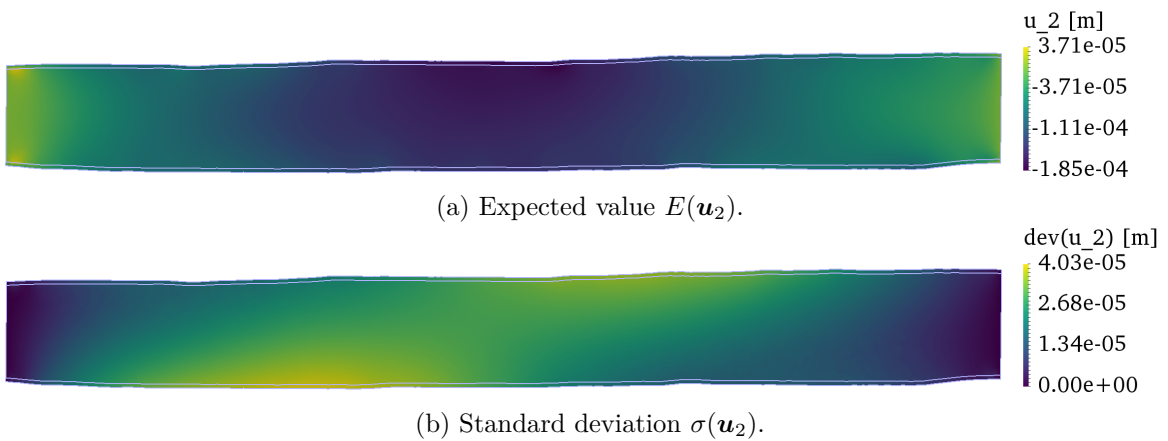 u_2 [m]
3.71e-05
-3.71e-05
-1.11e-04
-1.85e-04
(a) Expected value E(u₂).
dev(u_2) [m]
4.03e-05
2.68e-05
1.34e-05
0.00e+00
(b) Standard deviation σ(u₂).